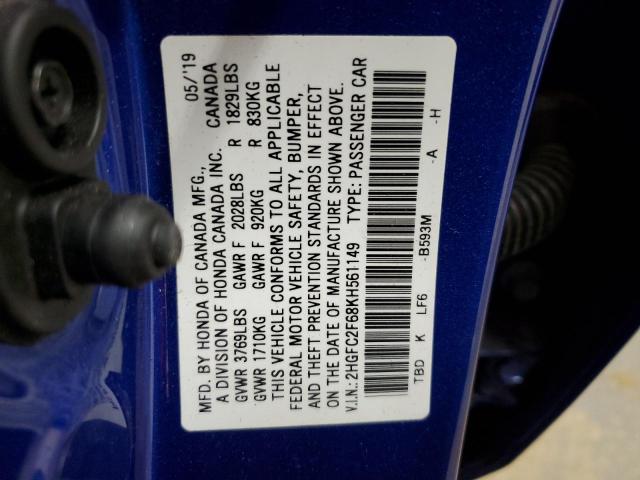 MFD. BY HONDA OF CANADA MFG., 05/'19
A DIVISION OF HONDA CANADA INC. CANADA
GVWR 3769LBS GAWR F 2028LBS R 1829LBS
GVWR 1710KG GAWR F 920KG R 830KG
THIS VEHICLE CONFORMS TO ALL APPLICABLE
FEDERAL MOTOR VEHICLE SAFETY, BUMPER,
AND THEFT PREVENTION STANDARDS IN EFFECT
ON THE DATE OF MANUFACTURE SHOWN ABOVE.
V.I.N.: 2HGFC2F68KH561149 TYPE: PASSENGER CAR
TBD K LF6 -B593M -A -H